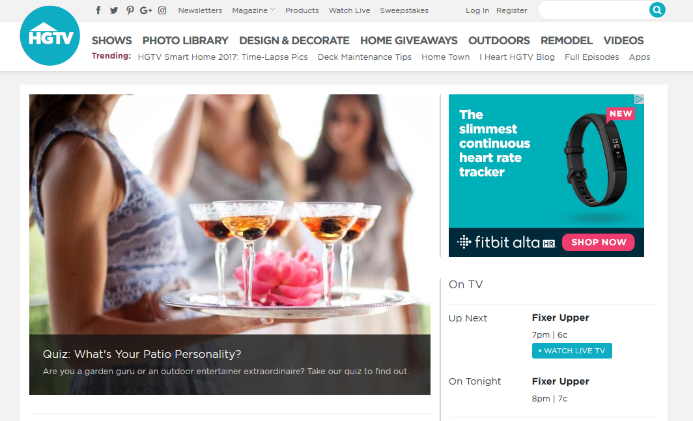 Newsletters Magazine Products Watch Live Sweepstakes Log In Register
HGTV
SHOWS PHOTO LIBRARY DESIGN & DECORATE HOME GIVEAWAYS OUTDOORS REMODEL VIDEOS
Trending: HGTV Smart Home 2017: Time-Lapse Pics Deck Maintenance Tips Home Town I Heart HGTV Blog Full Episodes Apps
Quiz: What's Your Patio Personality?
Are you a garden guru or an outdoor entertainer extraordinaire? Take our quiz to find out.
The
slimmest
continuous
heart rate
tracker
NEW
fitbit alta HR SHOP NOW
On TV
Up Next Fixer Upper
7pm | 6c
• WATCH LIVE TV
On Tonight Fixer Upper
8pm | 7c